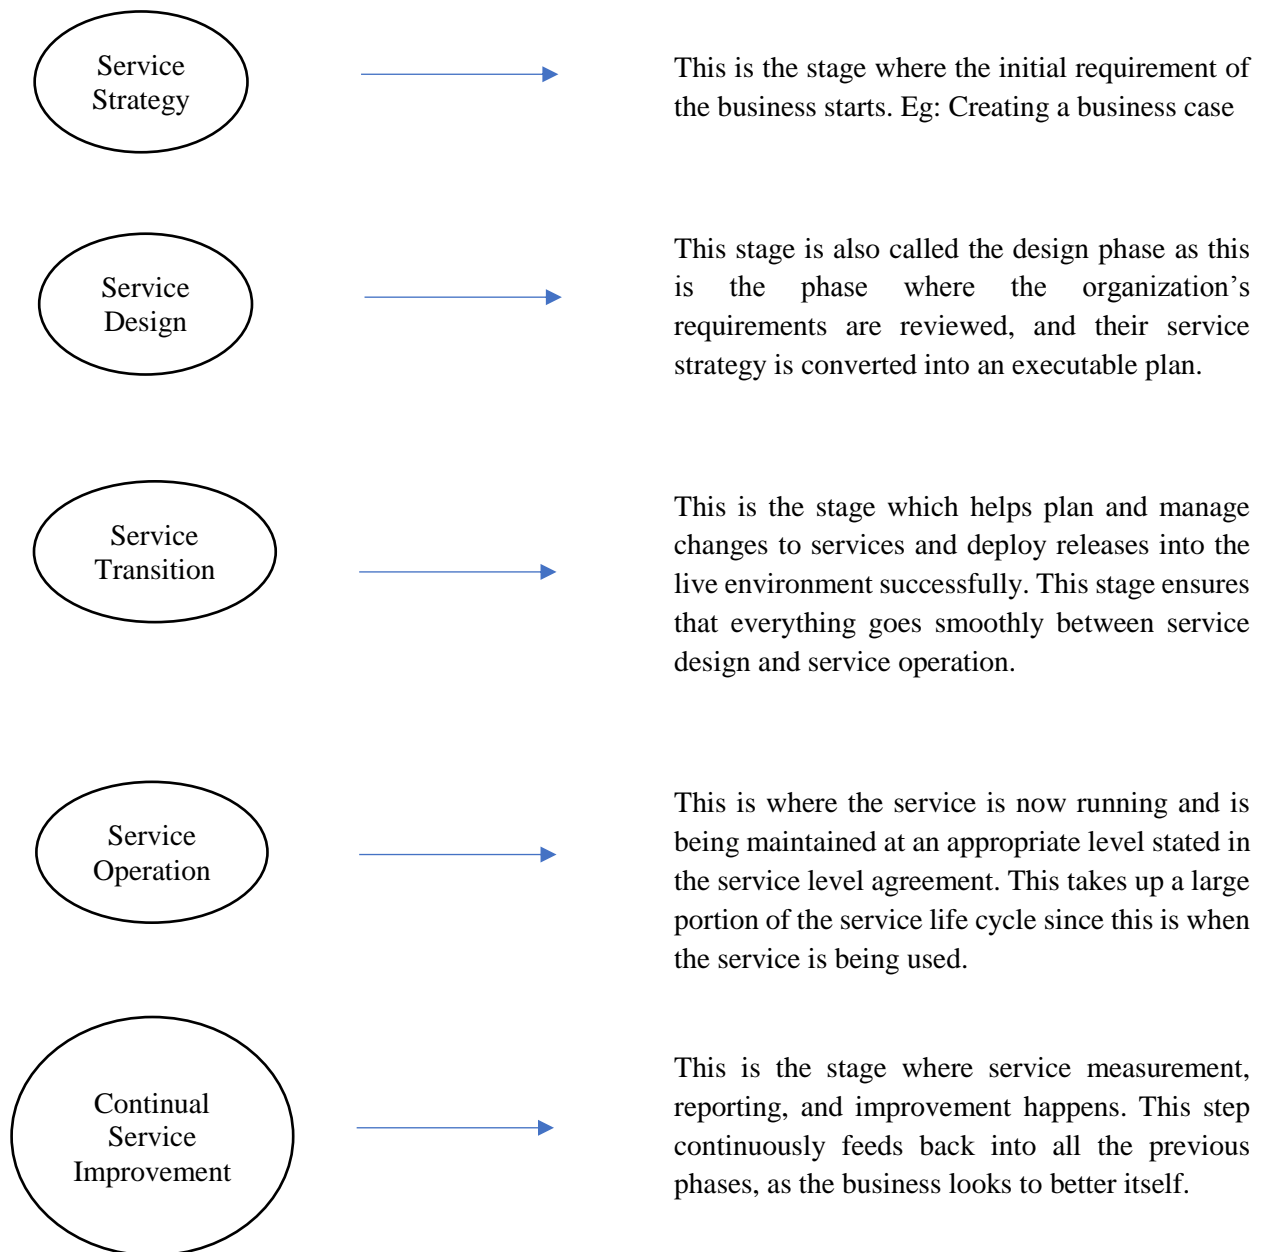 Service
Strategy
This is the stage where the initial requirement of
the business starts. Eg: Creating a business case
Service
Design
This stage is also called the design phase as this
is the phase where the organization’s
requirements are reviewed, and their service
strategy is converted into an executable plan.
Service
Transition
This is the stage which helps plan and manage
changes to services and deploy releases into the
live environment successfully. This stage ensures
that everything goes smoothly between service
design and service operation.
Service
Operation
This is where the service is now running and is
being maintained at an appropriate level stated in
the service level agreement. This takes up a large
portion of the service life cycle since this is when
the service is being used.
Continual
Service
Improvement
This is the stage where service measurement,
reporting, and improvement happens. This step
continuously feeds back into all the previous
phases, as the business looks to better itself.